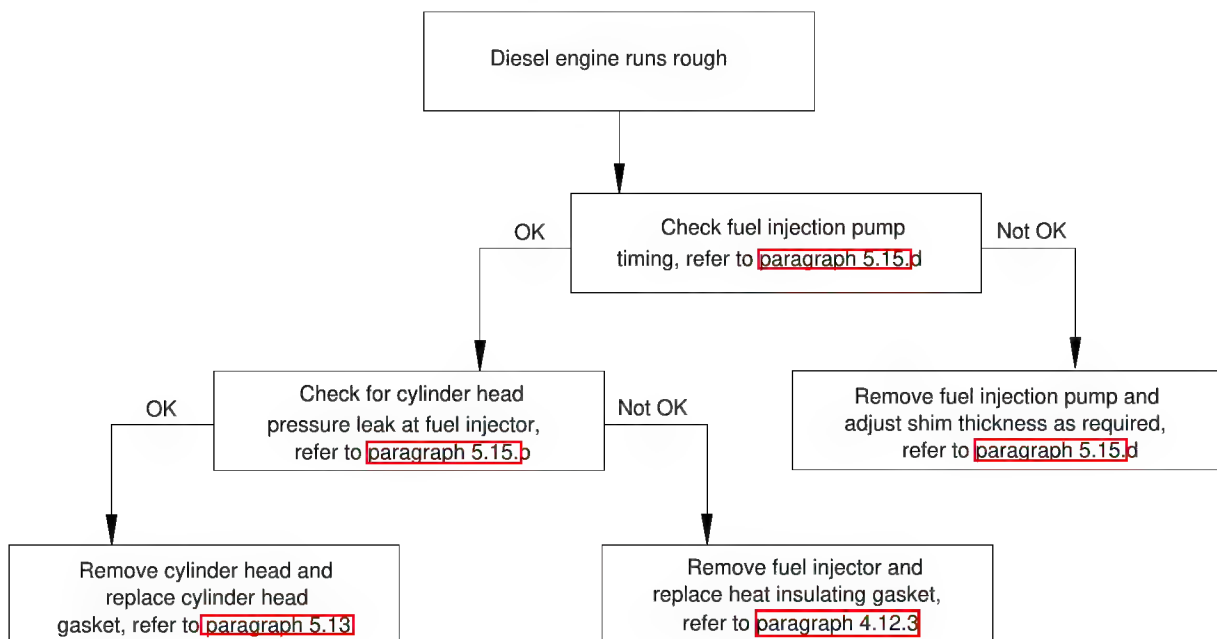 Diesel engine runs rough
Check fuel injection pump
timing, refer to paragraph 5.15.d
OK
Not OK
Check for cylinder head
pressure leak at fuel injector,
refer to paragraph 5.15.b
Remove fuel injection pump and
adjust shim thickness as required,
refer to paragraph 5.15.d
OK
Not OK
Remove cylinder head and
replace cylinder head
gasket, refer to paragraph 5.13
Remove fuel injector and
replace heat insulating gasket,
refer to paragraph 4.12.3